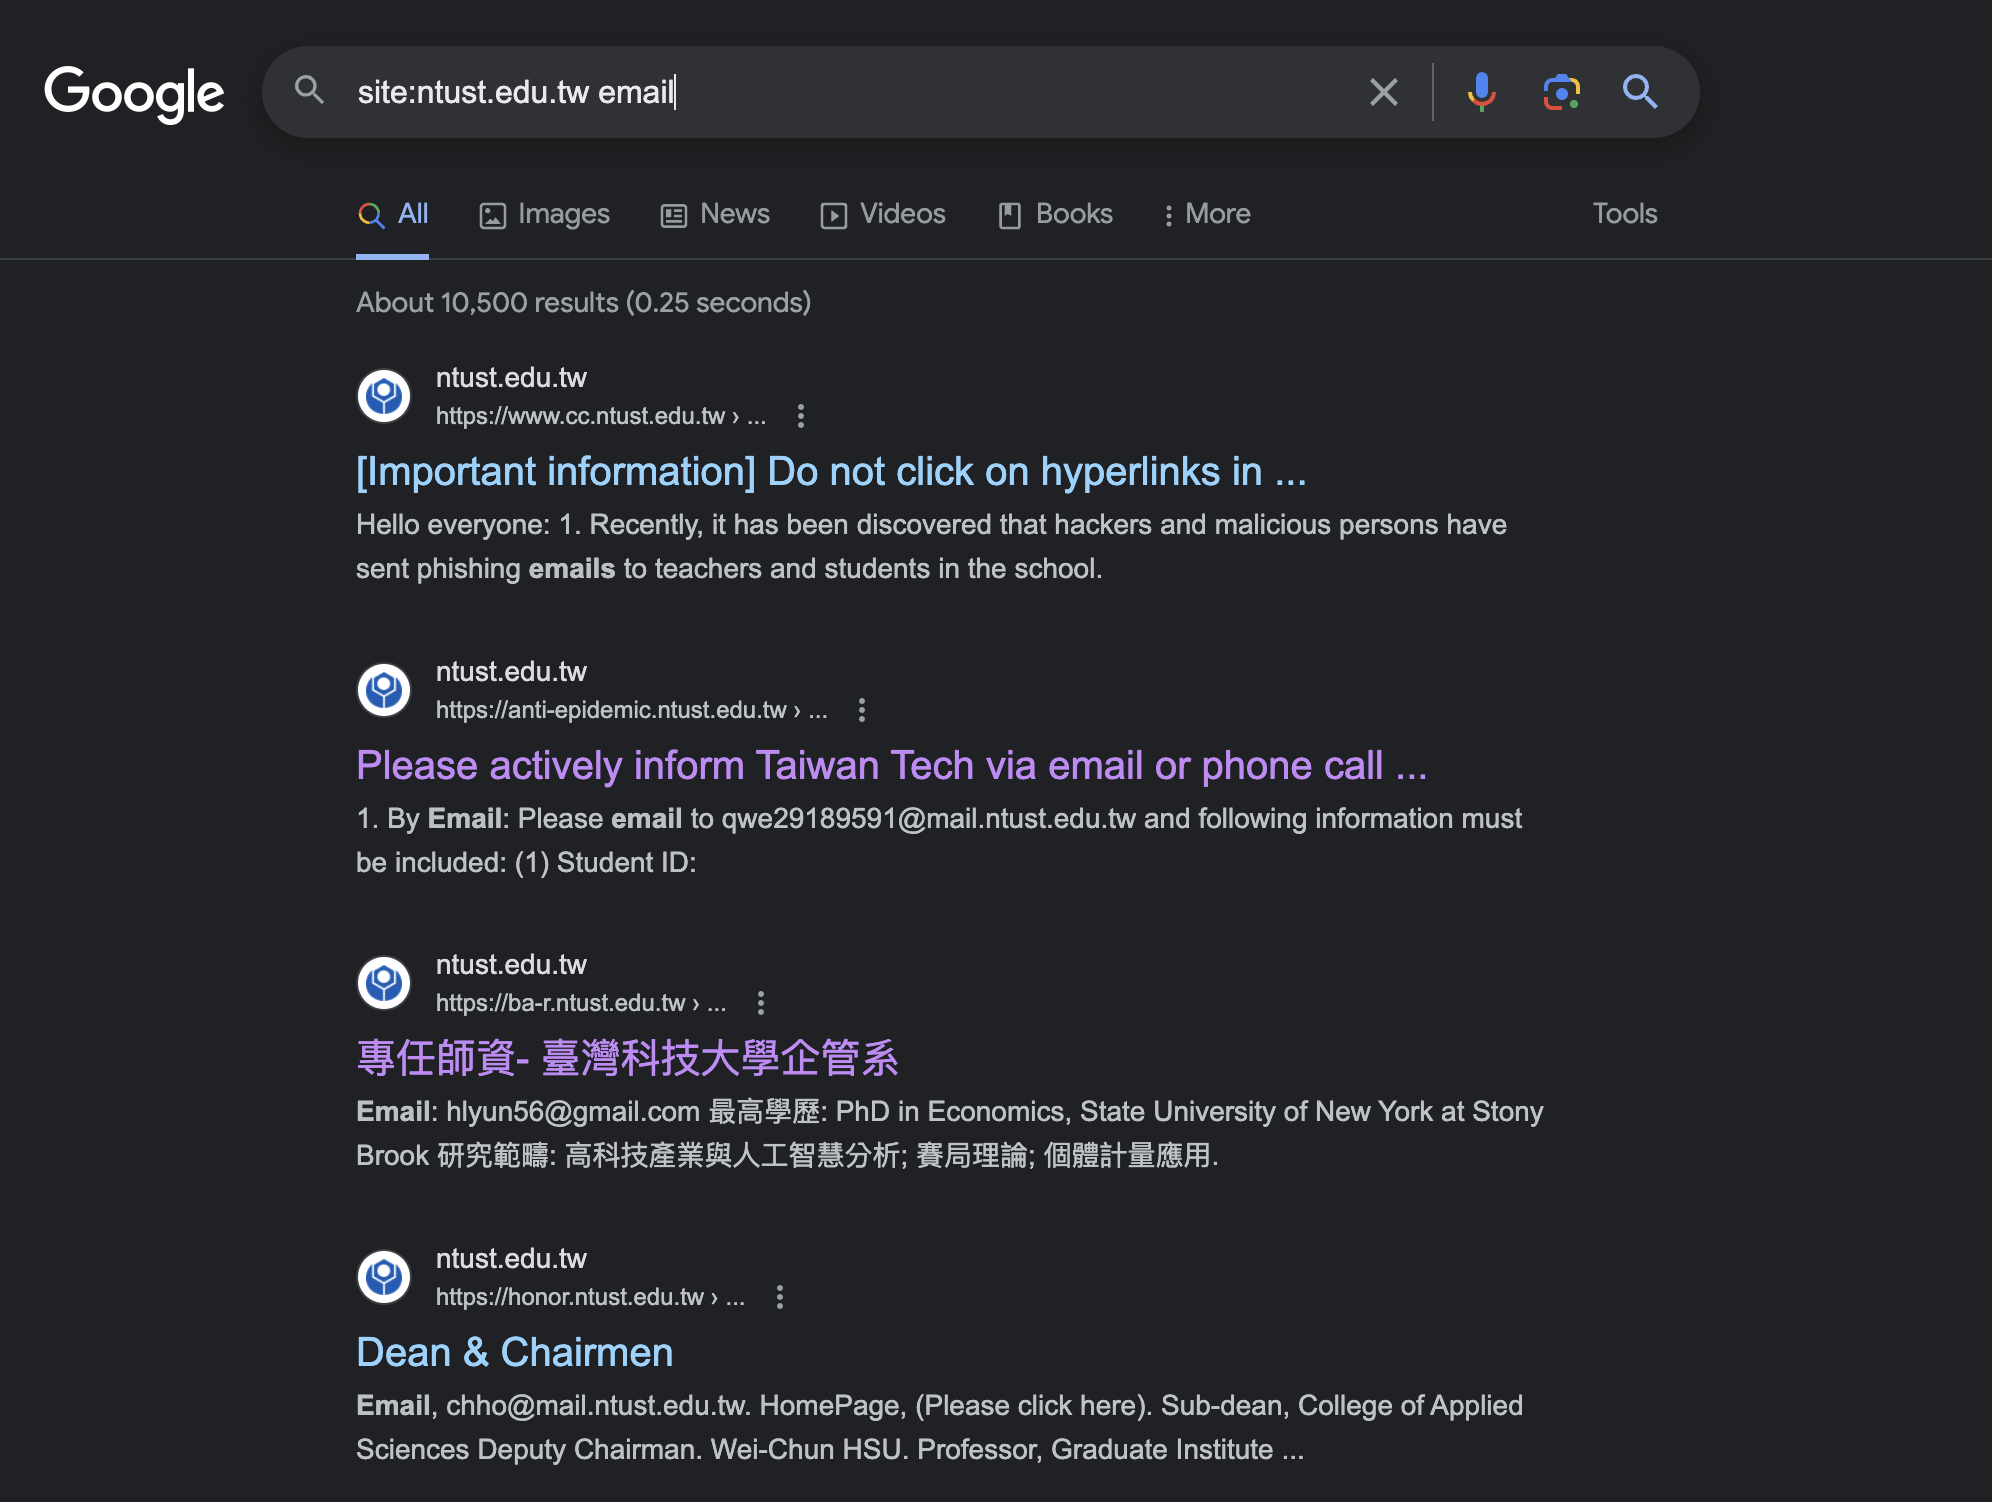 Google
site:ntust.edu.tw email
All
Images
News
Videos
Books
More
Tools
About 10,500 results (0.25 seconds)
ntust.edu.tw
https://www.cc.ntust.edu.tw › ...
[Important information] Do not click on hyperlinks in ...
Hello everyone: 1. Recently, it has been discovered that hackers and malicious persons have
sent phishing emails to teachers and students in the school.
ntust.edu.tw
https://anti-epidemic.ntust.edu.tw › ...
Please actively inform Taiwan Tech via email or phone call ...
1. By Email: Please email to qwe29189591@mail.ntust.edu.tw and following information must
be included: (1) Student ID:
ntust.edu.tw
https://ba-r.ntust.edu.tw › ...
專任師資- 臺灣科技大學企管系
Email: hlyun56@gmail.com 最高學歷: PhD in Economics, State University of New York at Stony
Brook 研究範疇: 高科技產業與人工智慧分析; 賽局理論; 個體計量應用.
ntust.edu.tw
https://honor.ntust.edu.tw › ...
Dean & Chairmen
Email, chho@mail.ntust.edu.tw. HomePage, (Please click here). Sub-dean, College of Applied
Sciences Deputy Chairman. Wei-Chun HSU. Professor, Graduate Institute ...